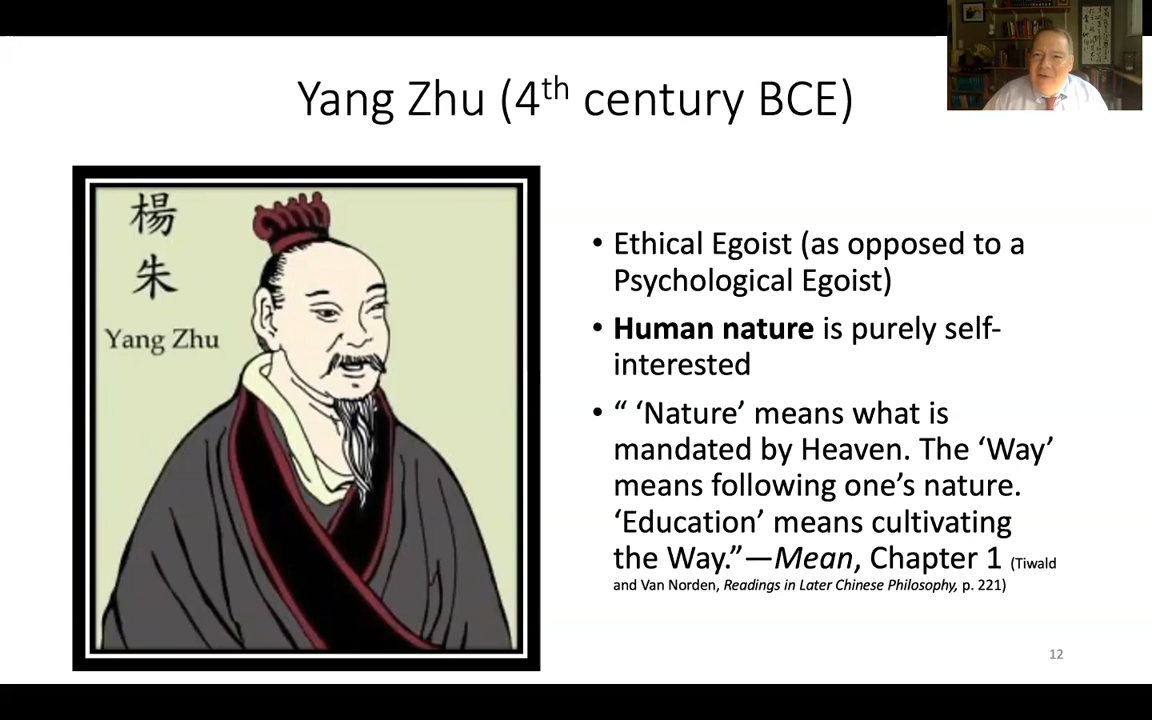 Yang Zhu (4th century BCE)
楊
朱
Yang Zhu
• Ethical Egoist (as opposed to a
Psychological Egoist)
• Human nature is purely self-
interested
• “ ‘Nature’ means what is
mandated by Heaven. The ‘Way’
means following one’s nature.
‘Education’ means cultivating
the Way.”—Mean, Chapter 1 (Tiwald
and Van Norden, Readings in Later Chinese Philosophy, p. 221)
12